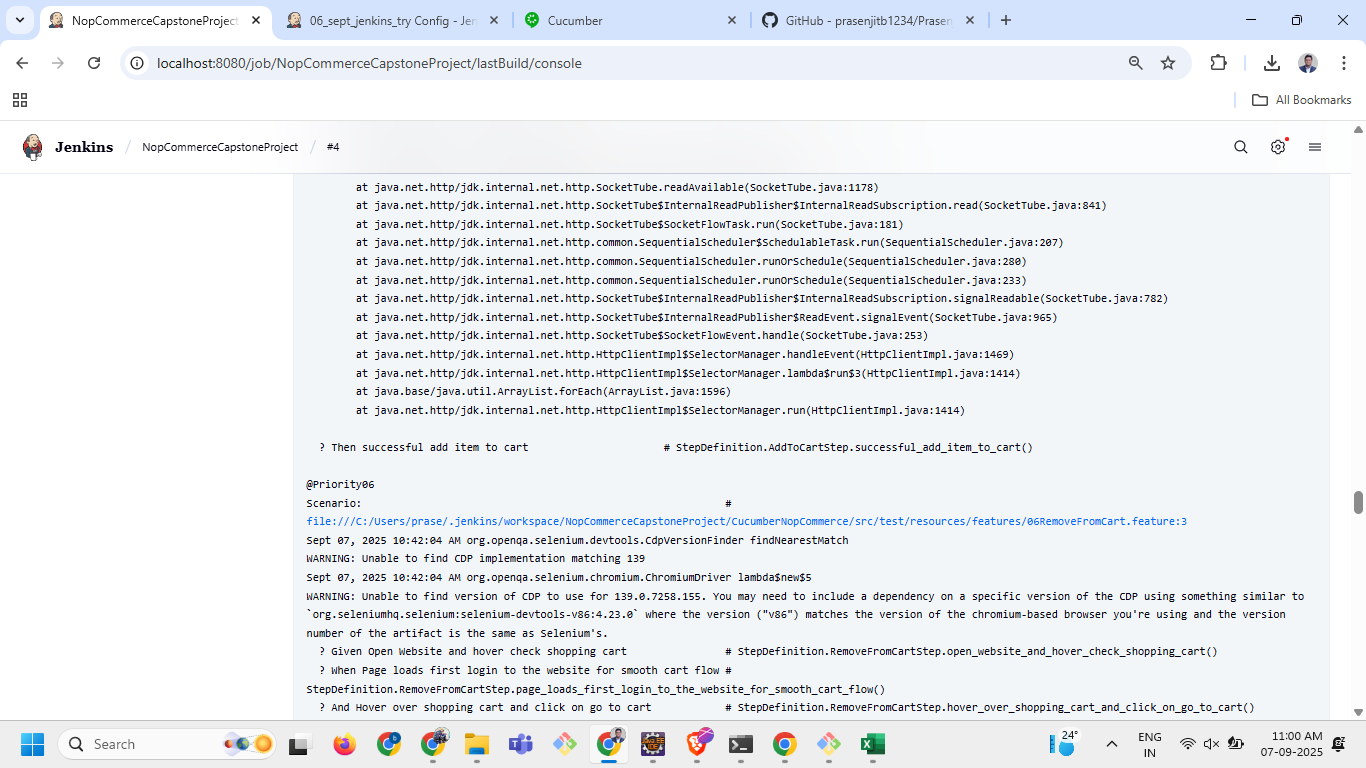 NopCommerceCapstoneProject
06_sept_jenkins_try Config - Jen
Cucumber
GitHub - prasenjitb1234/Prasen
localhost:8080/job/NopCommerceCapstoneProject/lastBuild/console
All Bookmarks
Jenkins / NopCommerceCapstoneProject / #4
at java.net.http/jdk.internal.net.http.SocketTube.readAvailable(SocketTube.java:1178)
at java.net.http/jdk.internal.net.http.SocketTube$InternalReadPublisher$InternalReadSubscription.read(SocketTube.java:841)
at java.net.http/jdk.internal.net.http.SocketTube$SocketFlowTask.run(SocketTube.java:181)
at java.net.http/jdk.internal.net.http.common.SequentialScheduler$SchedulableTask.run(SequentialScheduler.java:207)
at java.net.http/jdk.internal.net.http.common.SequentialScheduler.runOrSchedule(SequentialScheduler.java:280)
at java.net.http/jdk.internal.net.http.common.SequentialScheduler.runOrSchedule(SequentialScheduler.java:233)
at java.net.http/jdk.internal.net.http.SocketTube$InternalReadPublisher$InternalReadSubscription.signalReadable(SocketTube.java:782)
at java.net.http/jdk.internal.net.http.SocketTube$InternalReadPublisher$ReadEvent.signalEvent(SocketTube.java:965)
at java.net.http/jdk.internal.net.http.SocketTube$SocketFlowEvent.handle(SocketTube.java:253)
at java.net.http/jdk.internal.net.http.HttpClientImpl$SelectorManager.handleEvent(HttpClientImpl.java:1469)
at java.net.http/jdk.internal.net.http.HttpClientImpl$SelectorManager.lambda$run$3(HttpClientImpl.java:1414)
at java.base/java.util.ArrayList.forEach(ArrayList.java:1596)
at java.net.http/jdk.internal.net.http.HttpClientImpl$SelectorManager.run(HttpClientImpl.java:1414)
? Then successful add item to cart # StepDefinition.AddToCartStep.successful_add_item_to_cart()
@Priority06
Scenario: #
file:///C:/Users/prase/.jenkins/workspace/NopCommerceCapstoneProject/CucumberNopCommerce/src/test/resources/features/06RemoveFromCart.feature:3
Sept 07, 2025 10:42:04 AM org.openqa.selenium.devtools.CdpVersionFinder findNearestMatch
WARNING: Unable to find CDP implementation matching 139
Sept 07, 2025 10:42:04 AM org.openqa.selenium.chromium.ChromiumDriver lambda$new$5
WARNING: Unable to find version of CDP to use for 139.0.7258.155. You may need to include a dependency on a specific version of the CDP using something similar to
`org.seleniumhq.selenium:selenium-devtools-v86:4.23.0` where the version ("v86") matches the version of the chromium-based browser you're using and the version
number of the artifact is the same as Selenium's.
? Given Open Website and hover check shopping cart # StepDefinition.RemoveFromCartStep.open_website_and_hover_check_shopping_cart()
? When Page loads first login to the website for smooth cart flow #
StepDefinition.RemoveFromCartStep.page_loads_first_login_to_the_website_for_smooth_cart_flow()
? And Hover over shopping cart and click on go to cart # StepDefinition.RemoveFromCartStep.hover_over_shopping_cart_and_click_on_go_to_cart()
Search
24°
ENG
IN
11:00 AM
07-09-2025